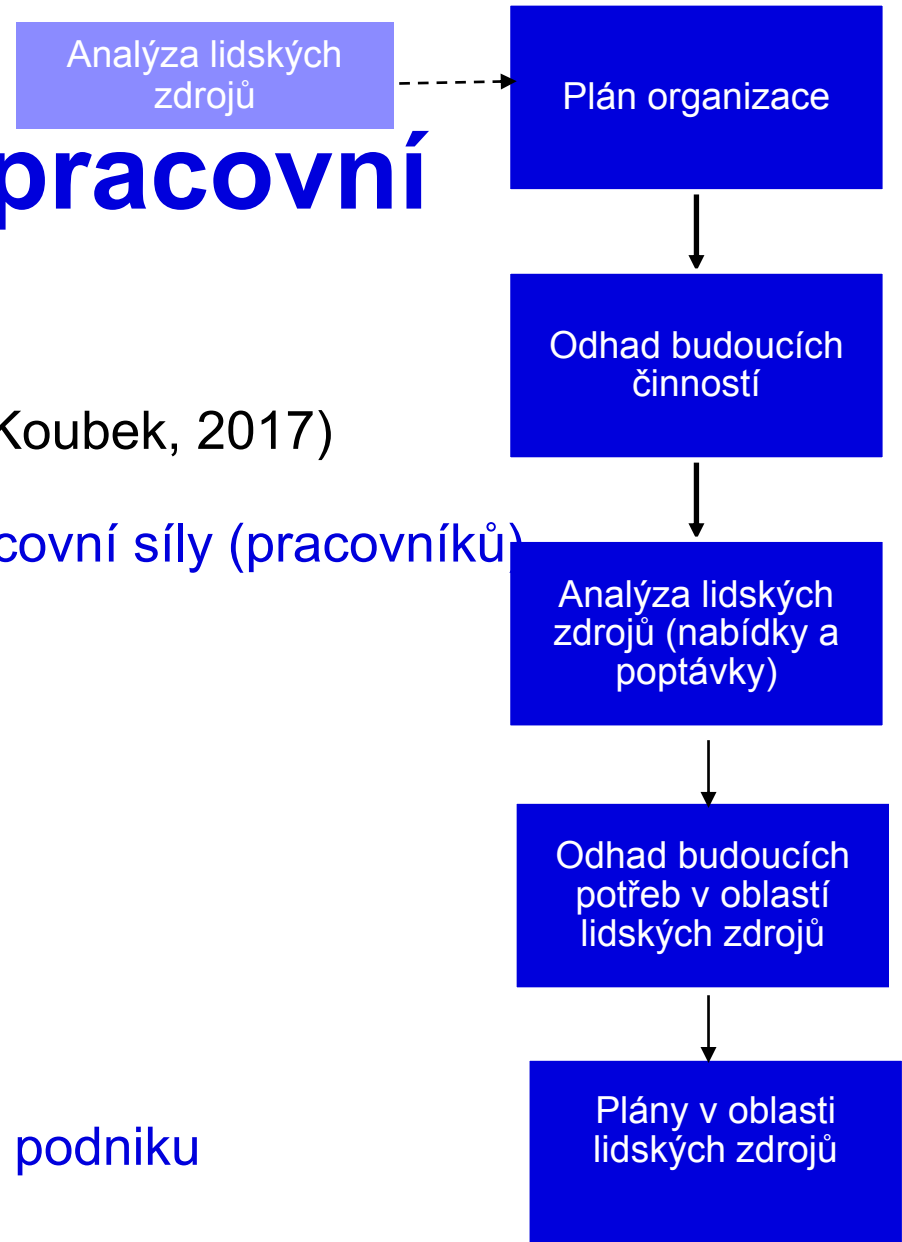 Analýza lidských
zdrojů
Plán organizace
pracovní
Odhad budoucích
činností
Koubek, 2017)
covní síly (pracovníků)
Analýza lidských
zdrojů (nabídky a
poptávky)
Odhad budoucích
potřeb v oblastí
lidských zdrojů
Plány v oblasti
lidských zdrojů
podniku